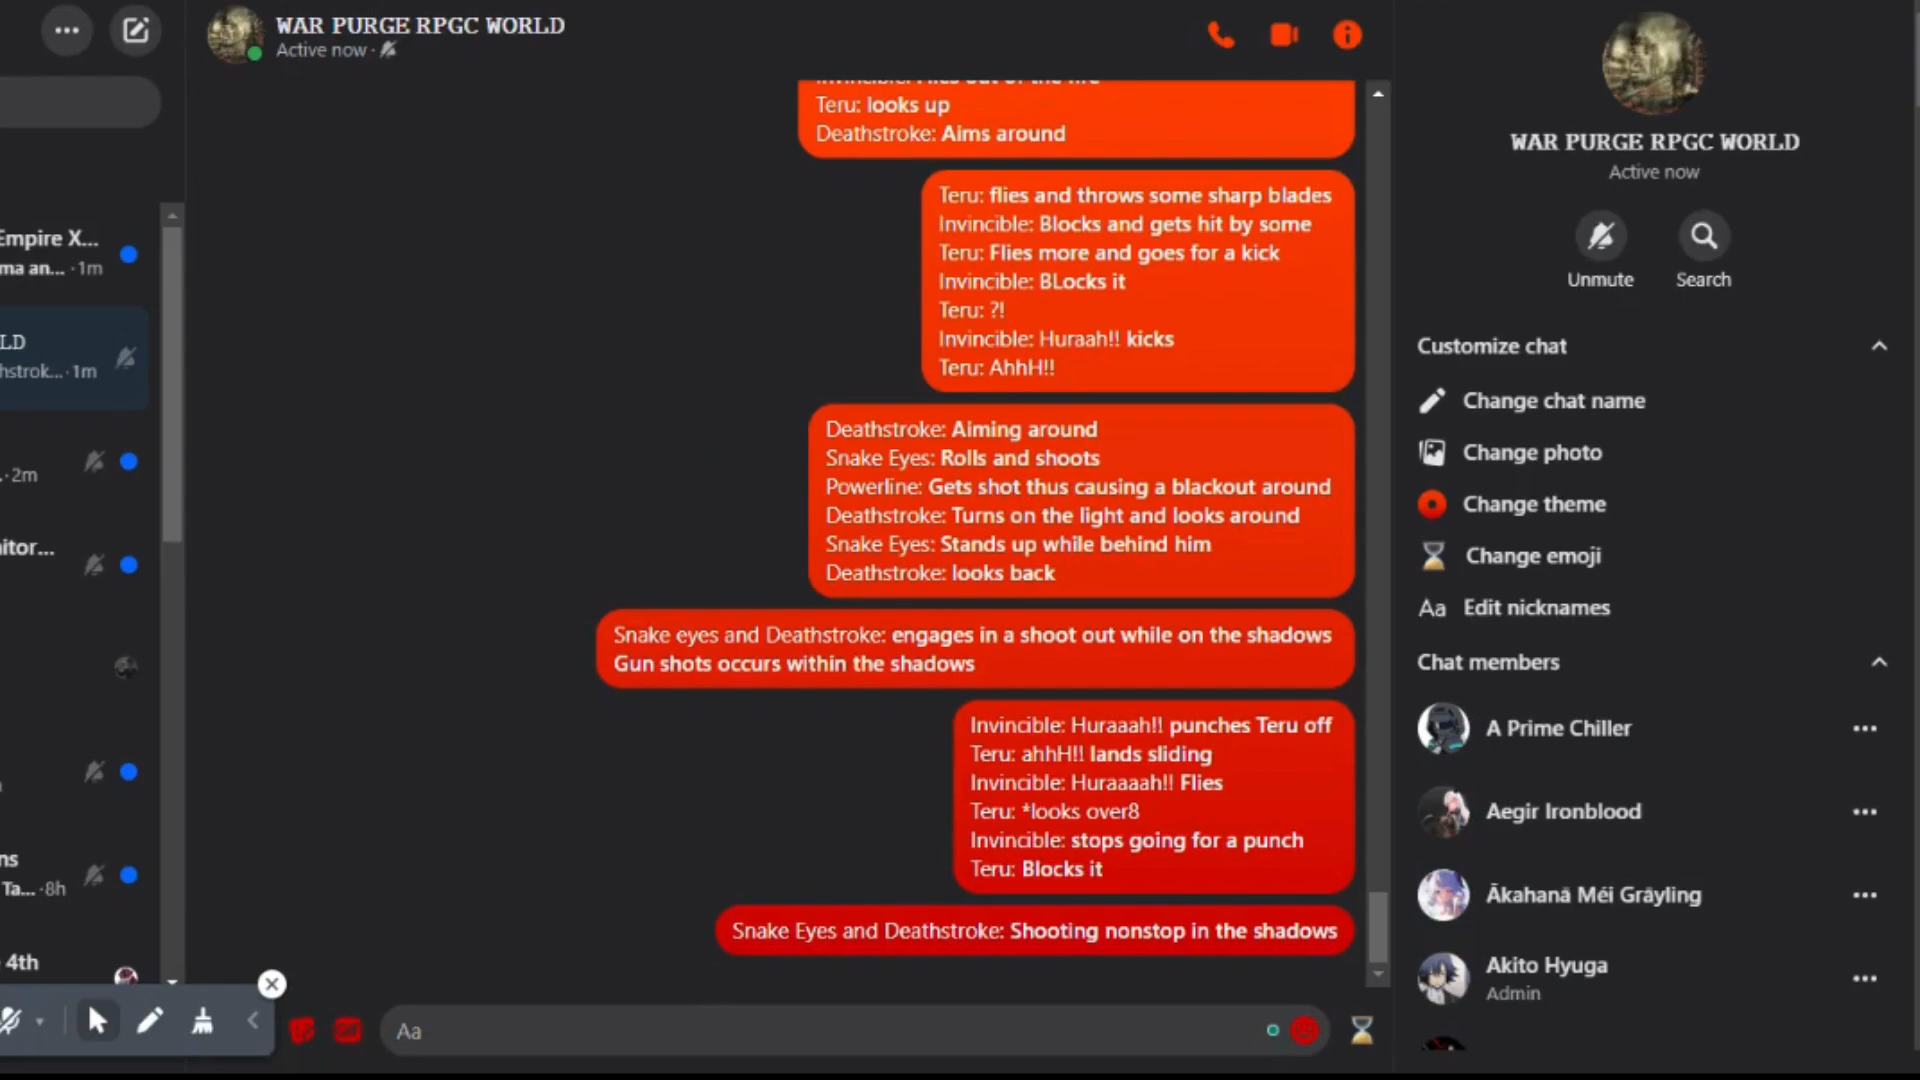 WAR PURGE RPGC WORLD
Active now ·
Teru: looks up
Deathstroke: Aims around
Teru: flies and throws some sharp blades
Invincible: Blocks and gets hit by some
Teru: Flies more and goes for a kick
Invincible: BLocks it
Teru: ?!
Invincible: Huraah!! kicks
Teru: AhhH!!
Deathstroke: Aiming around
Snake Eyes: Rolls and shoots
Powerline: Gets shot thus causing a blackout around
Deathstroke: Turns on the light and looks around
Snake Eyes: Stands up while behind him
Deathstroke: looks back
Snake eyes and Deathstroke: engages in a shoot out while on the shadows
Gun shots occurs within the shadows
Invincible: Huraaah!! punches Teru off
Teru: ahhH!! lands sliding
Invincible: Huraaaah!! Flies
Teru: *looks over8
Invincible: stops going for a punch
Teru: Blocks it
Snake Eyes and Deathstroke: Shooting nonstop in the shadows
Aa
Empire X...
ma an... · 1m
LD
hstrok... · 1m
. · 2m
itor...
ns
Ta... · 8h
4th
WAR PURGE RPGC WORLD
Active now
Unmute
Search
Customize chat
Change chat name
Change photo
Change theme
Change emoji
Aa Edit nicknames
Chat members
A Prime Chiller
Aegir Ironblood
Ākahanā Méi Grāyling
Akito Hyuga
Admin